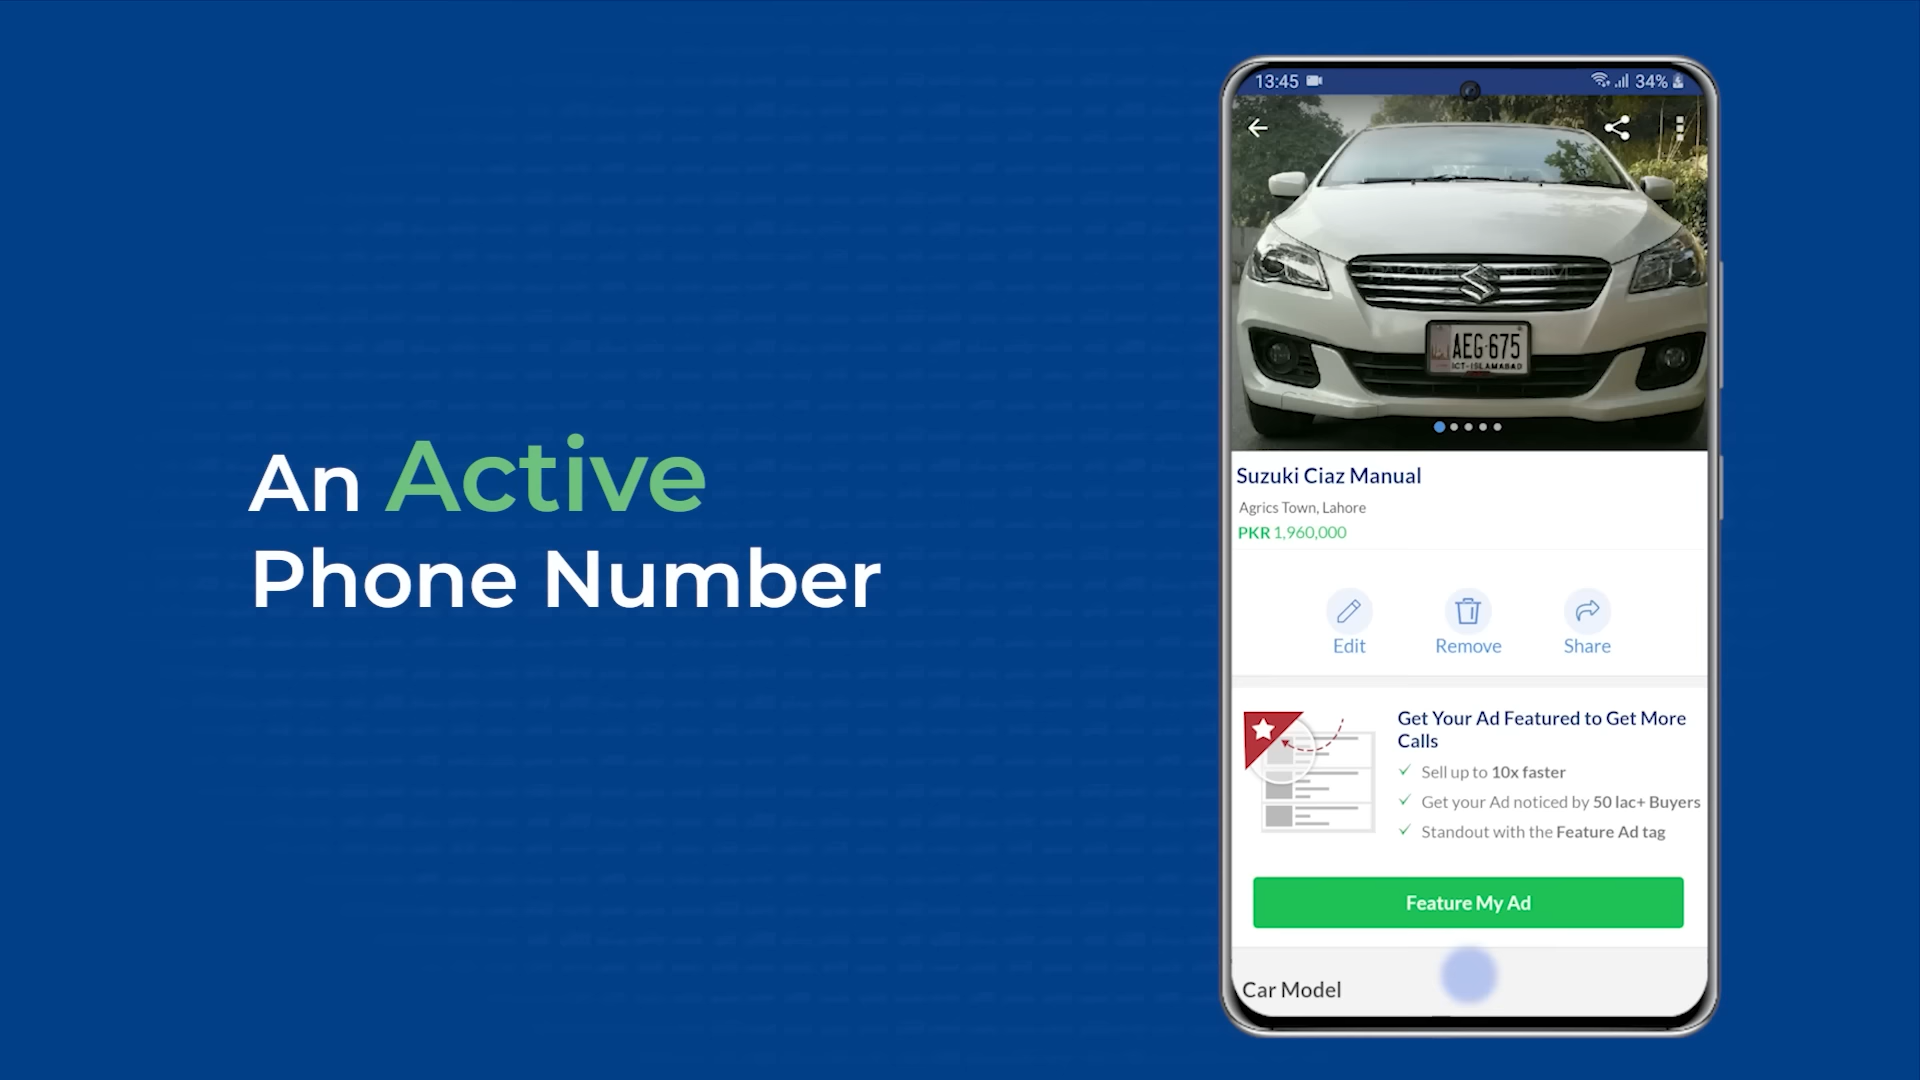 An Active
Phone Number
13:45
34%
AEG 675
ICT-ISLAMABAD
Suzuki Ciaz Manual
Agrics Town, Lahore
PKR 1,960,000
Edit
Remove
Share
Get Your Ad Featured to Get More
Calls
Sell up to 10x faster
Get your Ad noticed by 50 lac+ Buyers
Standout with the Feature Ad tag
Feature My Ad
Car Model